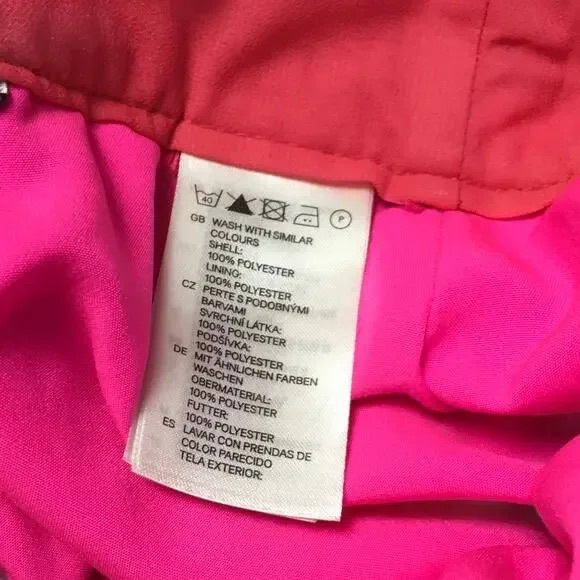 40 P
GB WASH WITH SIMILAR
COLOURS
SHELL:
100% POLYESTER
LINING:
100% POLYESTER
CZ PERTE S PODOBNÝMI
BARVAMI
SVRCHNÍ LÁTKA:
100% POLYESTER
PODŠÍVKA:
100% POLYESTER
DE MIT ÄHNLICHEN FARBEN
WASCHEN
OBERMATERIAL:
100% POLYESTER
FUTTER:
100% POLYESTER
ES LAVAR CON PRENDAS DE
COLOR PARECIDO
TELA EXTERIOR: